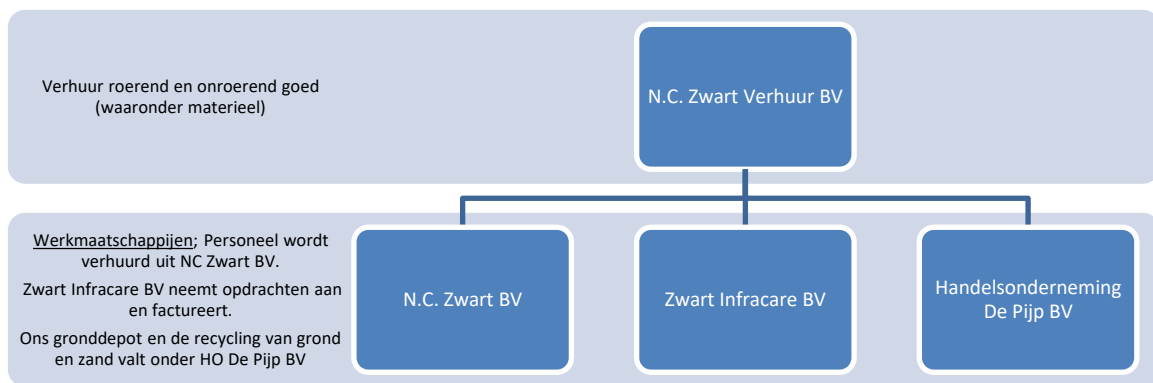 Verhuur roerend en onroerend goed
(waaronder materieel)
N.C. Zwart Verhuur BV
Werkmaatschappijen; Personeel wordt
verhuurd uit NC Zwart BV.
Zwart Infracare BV neemt opdrachten aan
en factureert.
Ons gronddepot en de recycling van grond
en zand valt onder HO De Pijp BV
N.C. Zwart BV
Zwart Infracare BV
Handelsonderneming
De Pijp BV